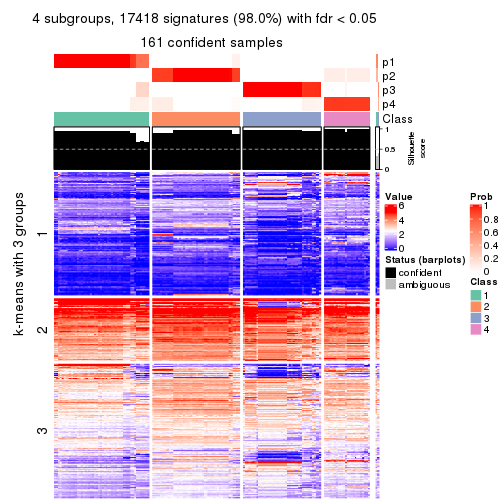 4 subgroups, 17418 signatures (98.0%) with fdr < 0.05
161 confident samples
p1
p2
p3
p4
Class
1
0.5
0
Silhouette
score
k-means with 3 groups
1
2
3
Value
6
4
2
0
Status (barplots)
confident
ambiguous
Prob
1
0.8
0.6
0.4
0.2
0
Class
1
2
3
4